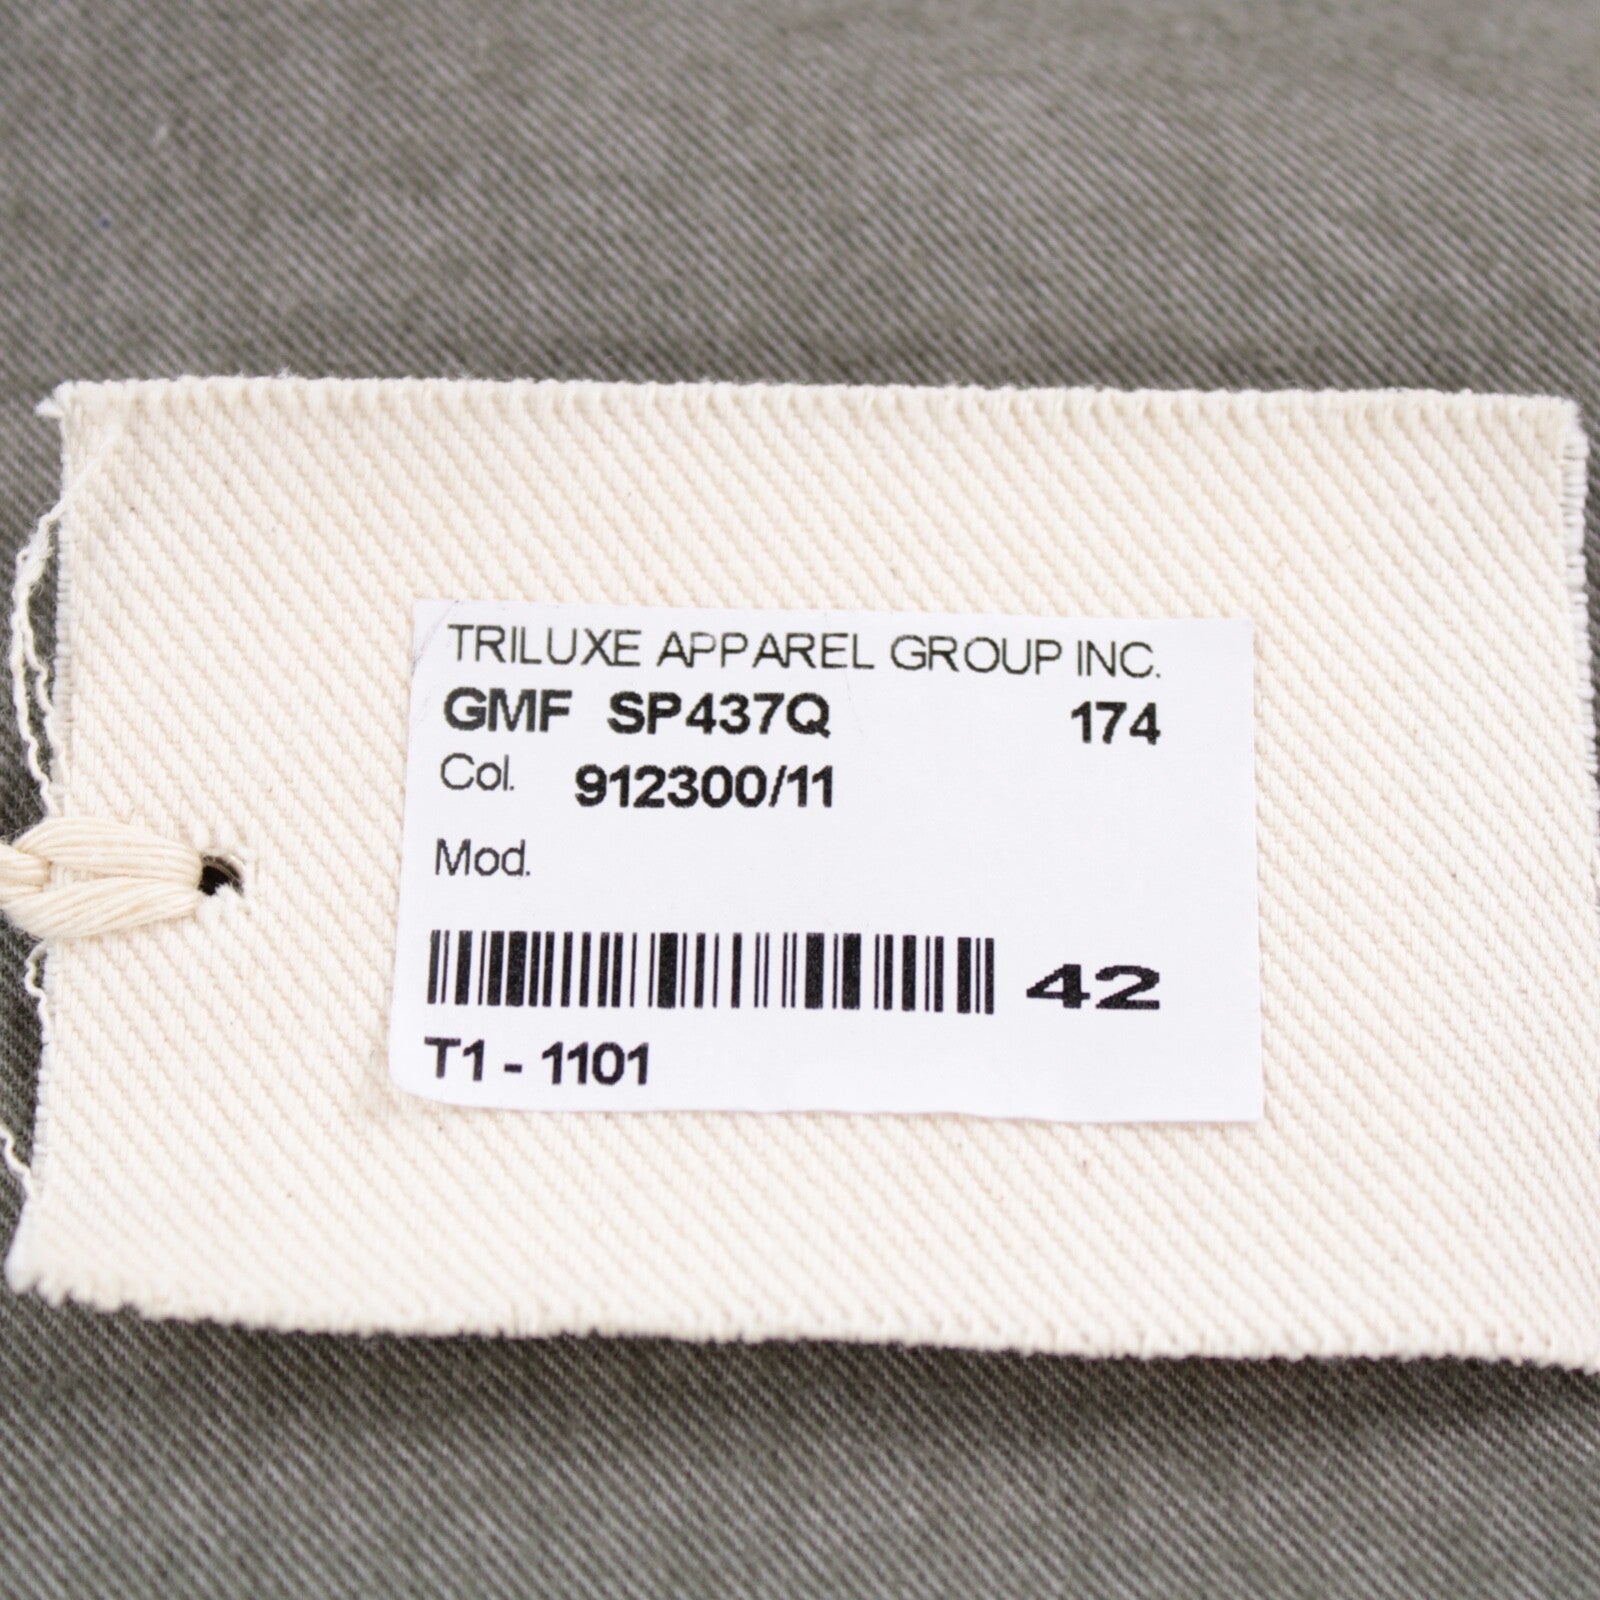 TRILUXE APPAREL GROUP INC.
GMF SP437Q 174
Col. 912300/11
Mod.
42
T1 - 1101